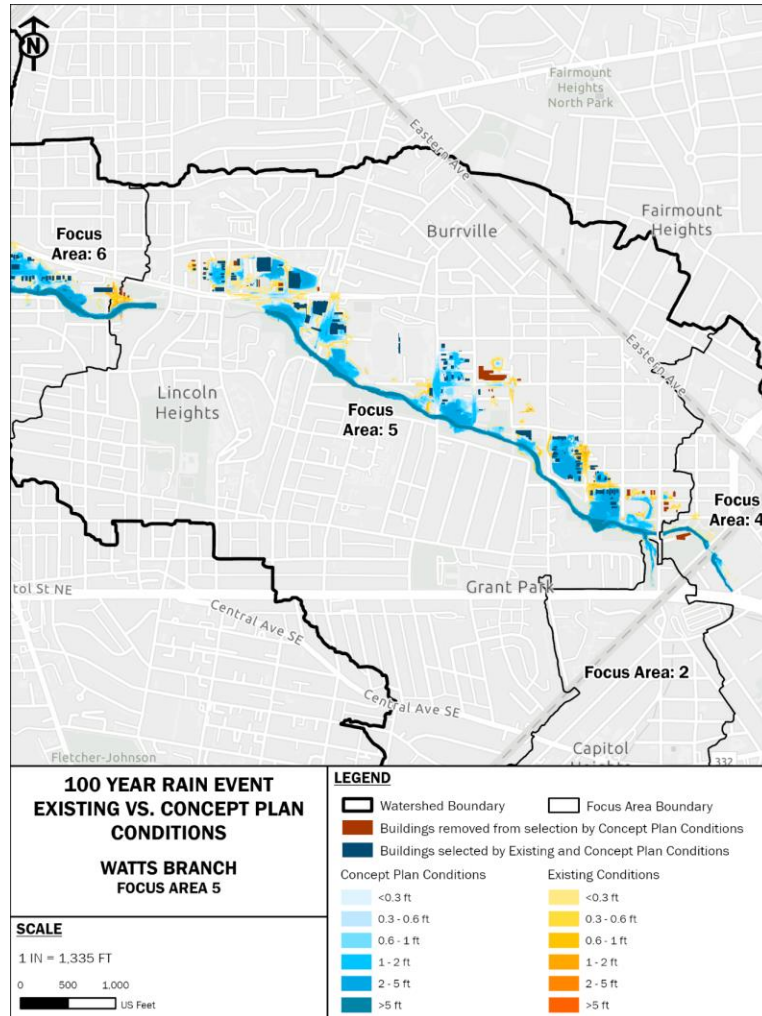 N
Fairmount
Heights
North Park
Eastern Ave
Burrville
Fairmount
Heights
Focus
Area: 6
Eastern Ave
Lincoln
Heights
Focus
Area: 5
Focus
Area: 4
Grant Park
tol St NE
Central Ave SE
Focus Area: 2
Central Ave SE
Fletcher-Johnson
Capitol
332
100 YEAR RAIN EVENT
EXISTING VS. CONCEPT PLAN
CONDITIONS
WATTS BRANCH
FOCUS AREA 5
SCALE
1 IN = 1,335 FT
0 500 1,000
US Feet
LEGEND
Watershed Boundary
Focus Area Boundary
Buildings removed from selection by Concept Plan Conditions
Buildings selected by Existing and Concept Plan Conditions
Concept Plan Conditions
<0.3 ft
0.3 - 0.6 ft
0.6 - 1 ft
1 - 2 ft
2 - 5 ft
>5 ft
Existing Conditions
<0.3 ft
0.3 - 0.6 ft
0.6 - 1 ft
1 - 2 ft
2 - 5 ft
>5 ft